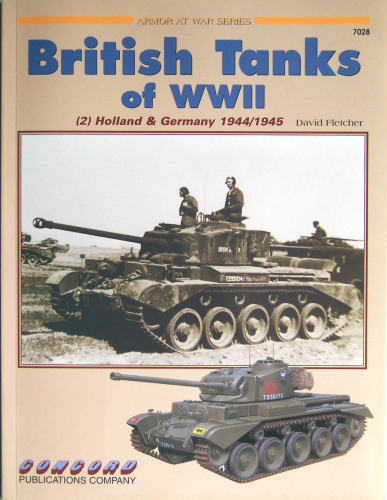 ARMOR AT WAR SERIES
7028
British Tanks
of WWII
(2) Holland & Germany 1944/1945
David Fletcher
CONCORD
PUBLICATIONS COMPANY